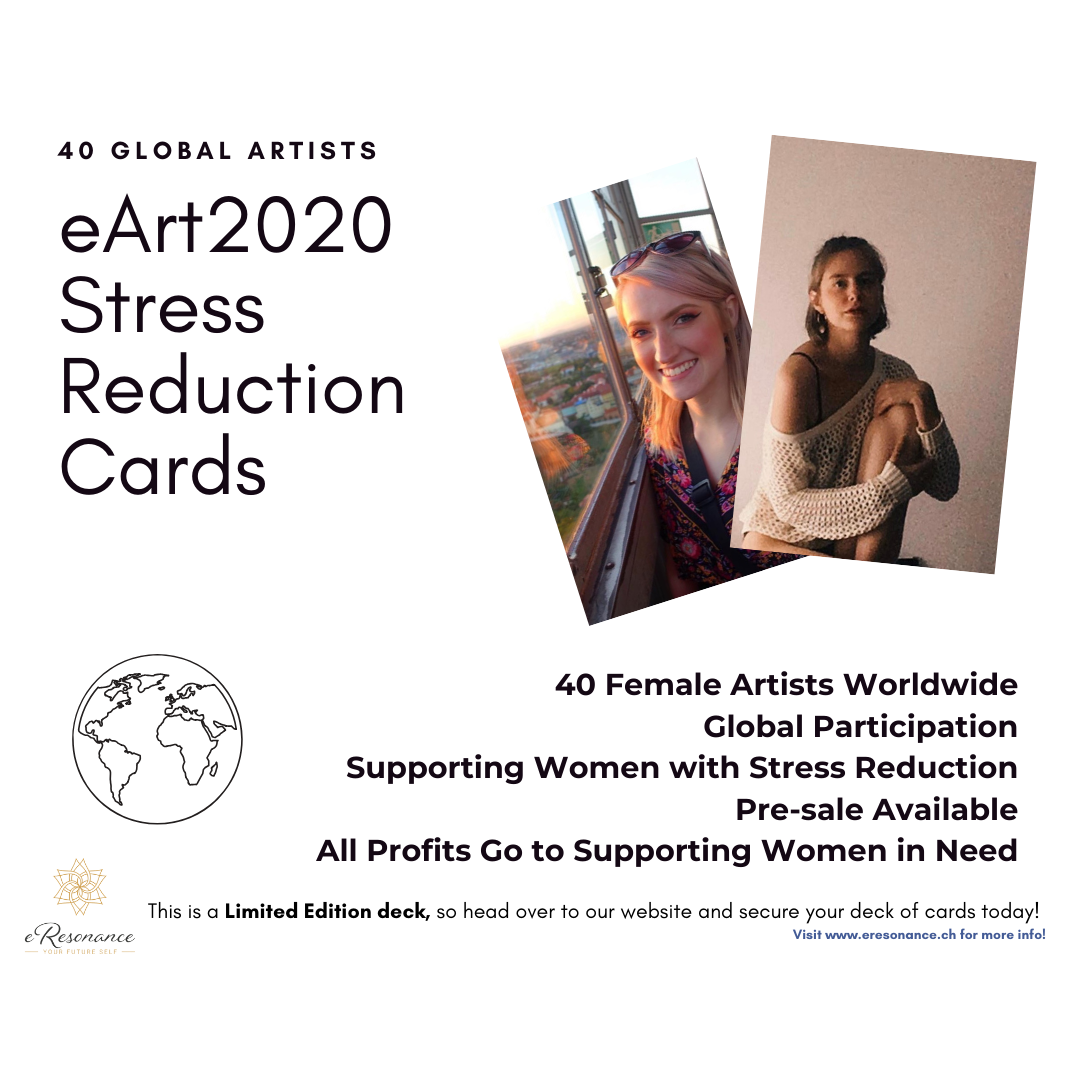 40 GLOBAL ARTISTS
eArt2020
Stress
Reduction
Cards
40 Female Artists Worldwide
Global Participation
Supporting Women with Stress Reduction
Pre-sale Available
All Profits Go to Supporting Women in Need
This is a Limited Edition deck, so head over to our website and secure your deck of cards today!
Visit www.eresonance.ch for more info!
eResonance
YOUR FUTURE SELF